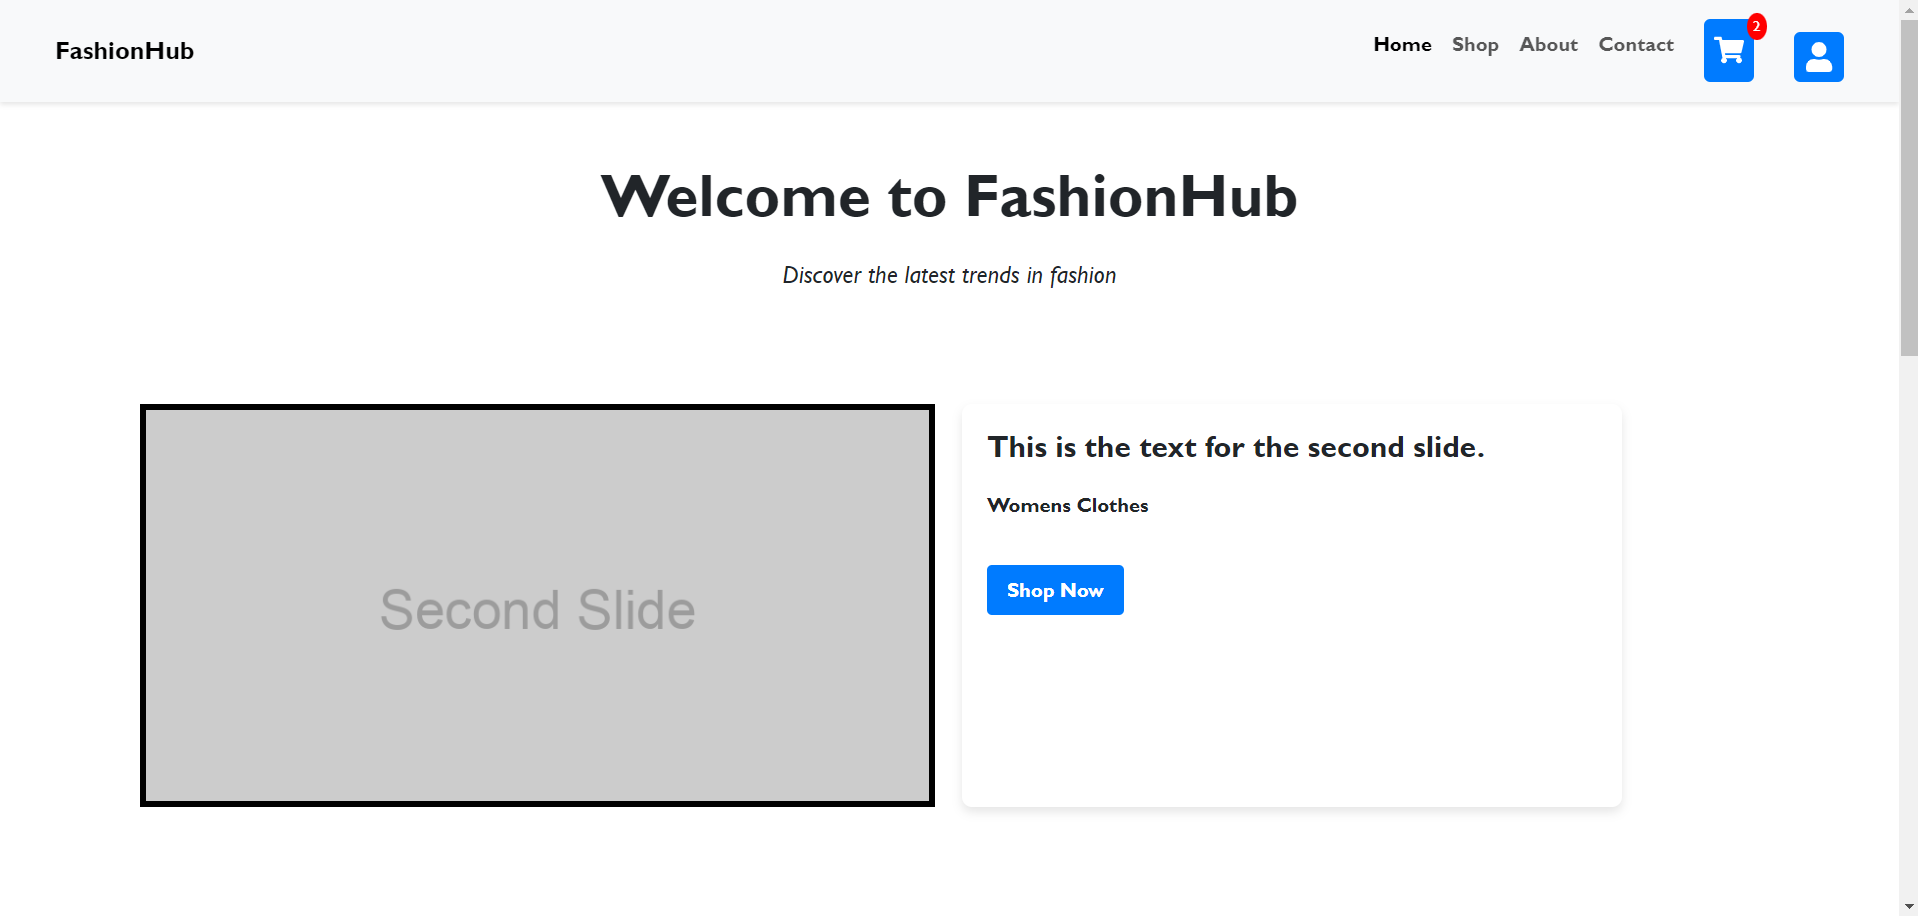 FashionHub
Home Shop About Contact
2
Welcome to FashionHub
Discover the latest trends in fashion
Second Slide
This is the text for the second slide.
Womens Clothes
Shop Now